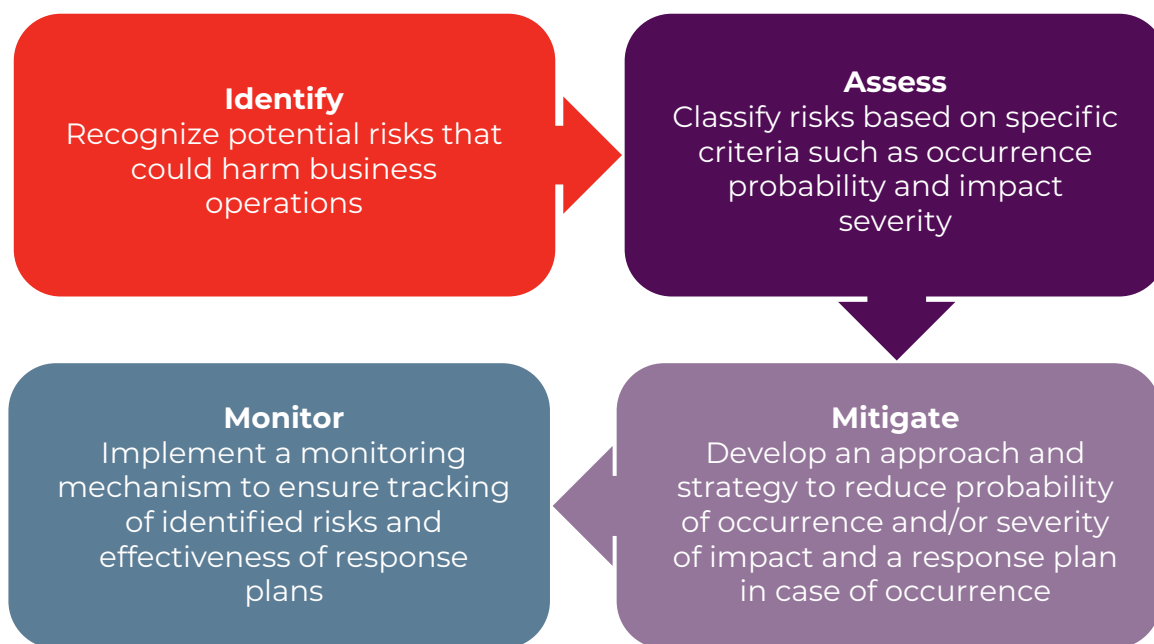 Identify
Recognize potential risks that
could harm business
operations
Assess
Classify risks based on specific
criteria such as occurrence
probability and impact
severity
Mitigate
Develop an approach and
strategy to reduce probability
of occurrence and/or severity
of impact and a response plan
in case of occurrence
Monitor
Implement a monitoring
mechanism to ensure tracking
of identified risks and
effectiveness of response
plans